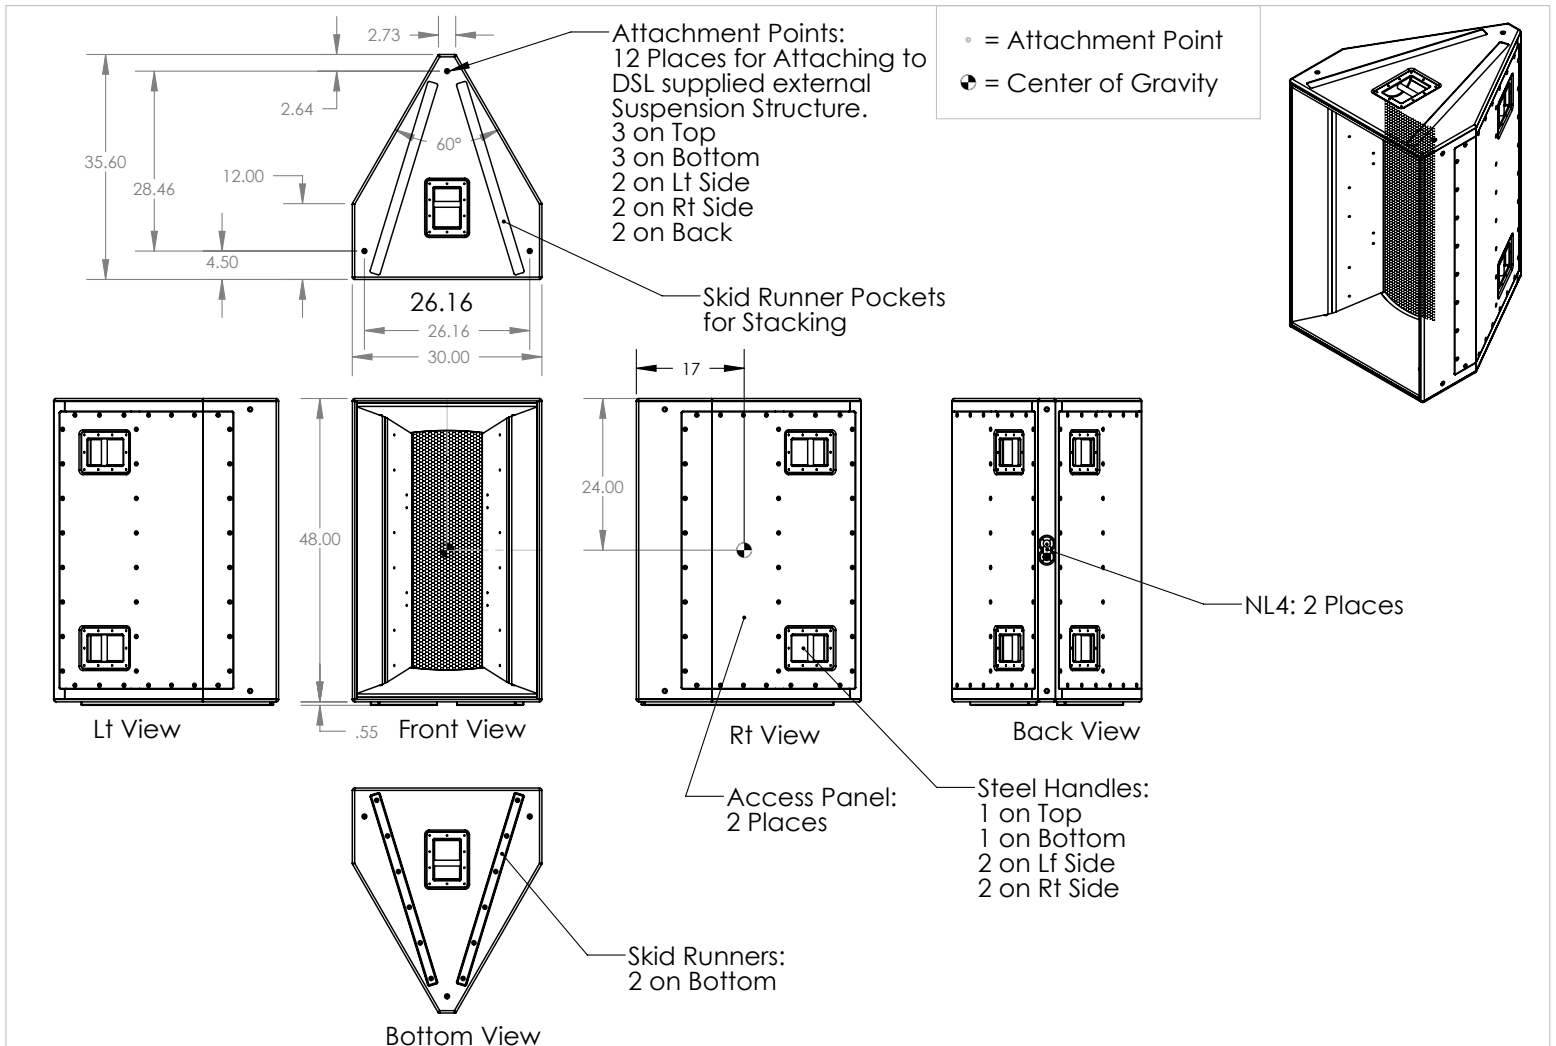 2.73
Attachment Points:
12 Places for Attaching to
DSL supplied external
Suspension Structure.
3 on Top
3 on Bottom
2 on Lt Side
2 on Rt Side
2 on Back
= Attachment Point
= Center of Gravity
2.64
35.60
28.46
12.00
60°
4.50
26.16
26.16
30.00
Skid Runner Pockets
for Stacking
17
24.00
48.00
.55
NL4: 2 Places
Lt View
Front View
Rt View
Back View
Access Panel:
2 Places
Steel Handles:
1 on Top
1 on Bottom
2 on Lf Side
2 on Rt Side
Skid Runners:
2 on Bottom
Bottom View